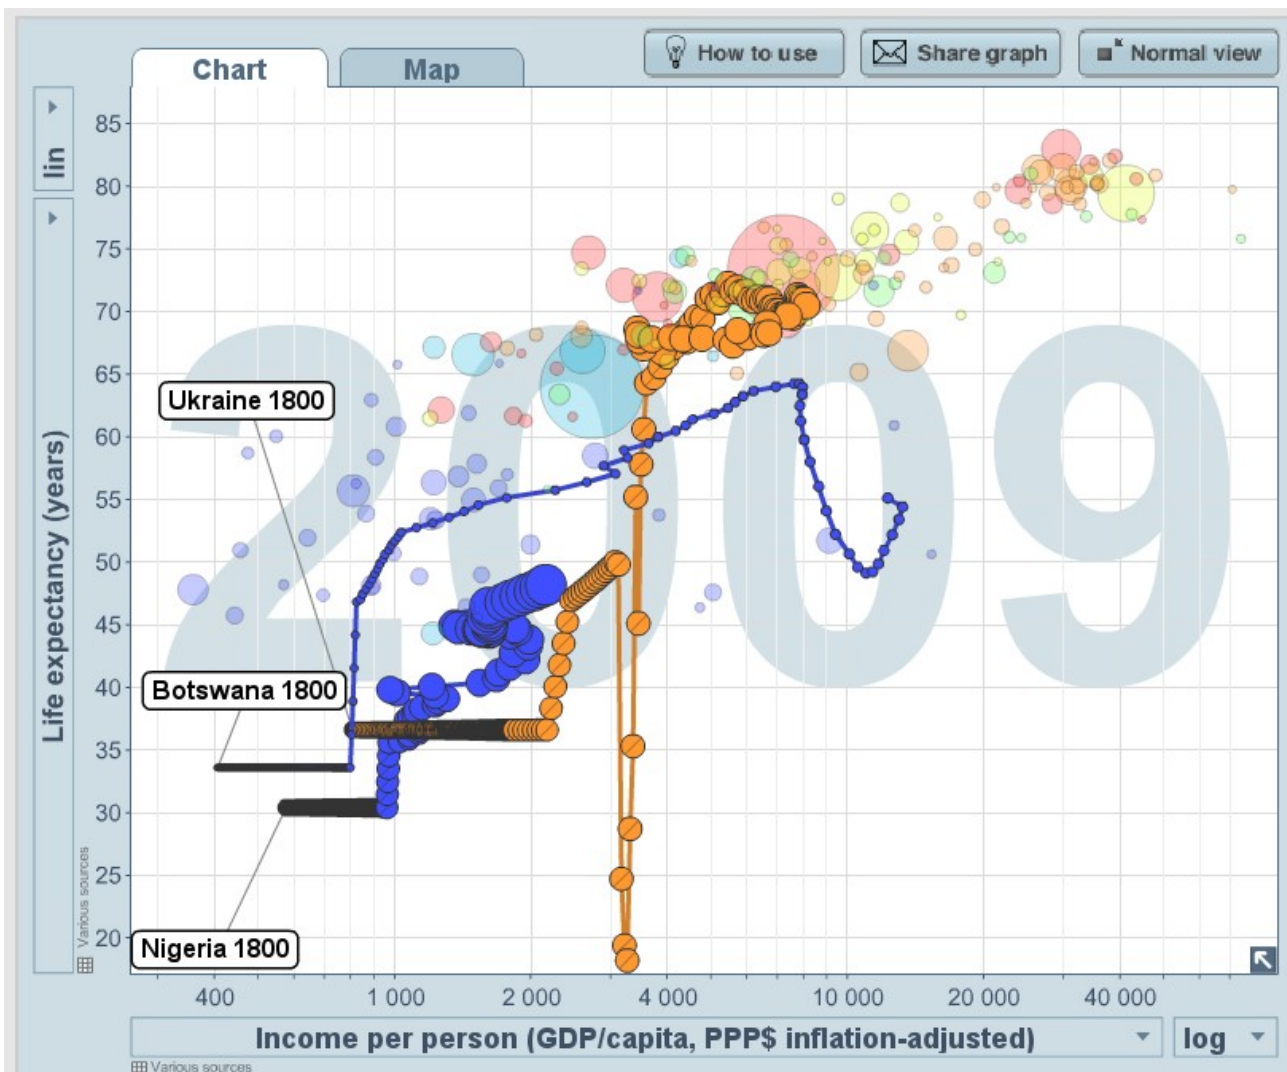 How to use
Share graph
Normal view
Chart
Map
lin
Life expectancy (years)
Various sources
85
80
75
70
65
60
55
50
45
40
35
30
25
20
2009
Ukraine 1800
Botswana 1800
Nigeria 1800
400
1 000
2 000
4 000
10 000
20 000
40 000
Income per person (GDP/capita, PPP$ inflation-adjusted)
log
Various sources